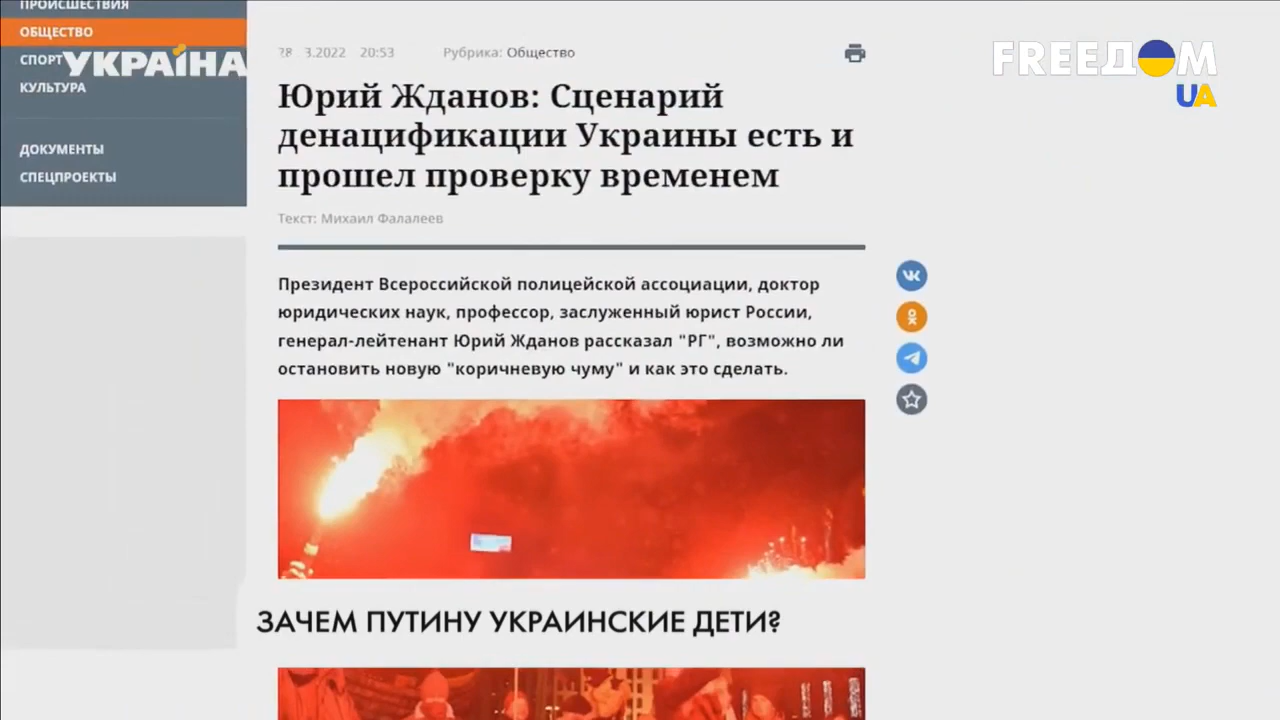 ПРОИСШЕСТВИЯ
ОБЩЕСТВО
СПОРТ
КУЛЬТУРА
ДОКУМЕНТЫ
СПЕЦПРОЕКТЫ
УКРАЇНА
FREEДОM
UA
3.2022 20:53 Рубрика: Общество
Юрий Жданов: Сценарий
денацификации Украины есть и
прошел проверку временем
Текст: Михаил Фалалеев
Президент Всероссийской полицейской ассоциации, доктор
юридических наук, профессор, заслуженный юрист России,
генерал-лейтенант Юрий Жданов рассказал "РГ", возможно ли
остановить новую "коричневую чуму" и как это сделать.
ЗАЧЕМ ПУТИНУ УКРАИНСКИЕ ДЕТИ?